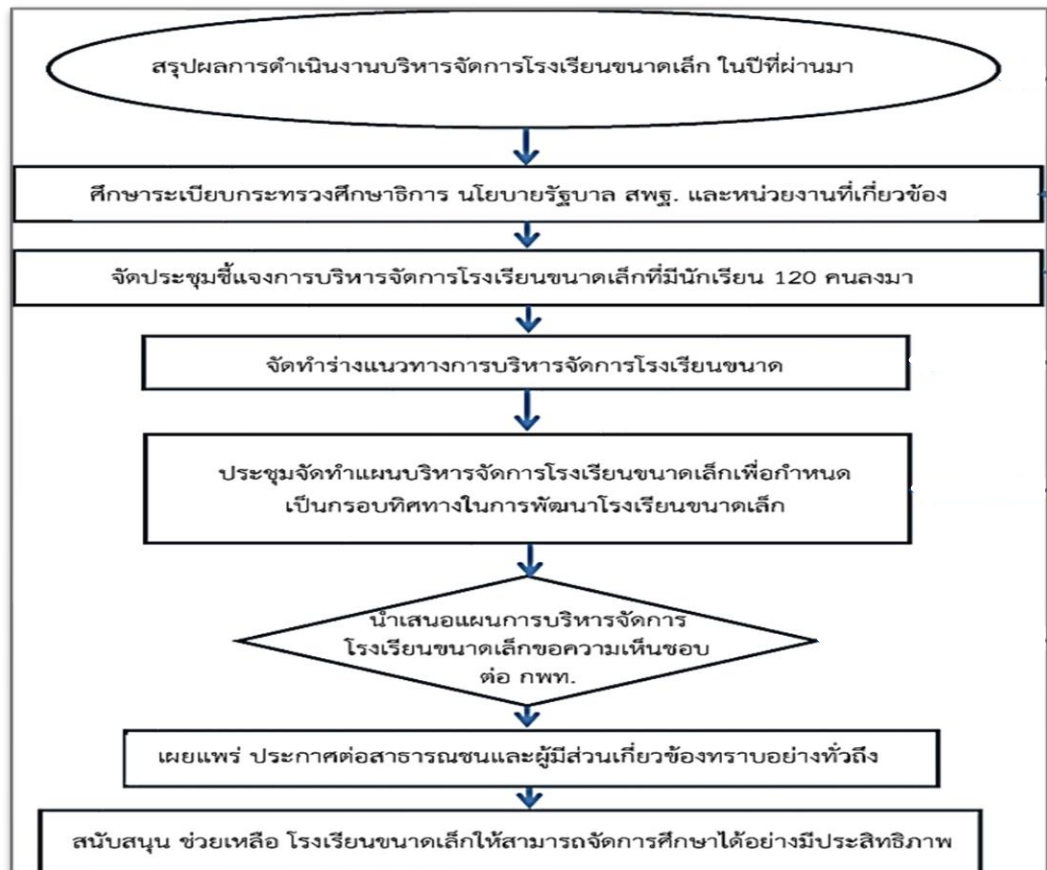 สรุปผลการดำเนินงานบริหารจัดการโรงเรียนขนาดเล็ก ในปีที่ผ่านมา
ศึกษาระเบียบกระทรวงศึกษาธิการ นโยบายรัฐบาล สพฐ. และหน่วยงานที่เกี่ยวข้อง
จัดประชุมชี้แจงการบริหารจัดการโรงเรียนขนาดเล็กที่มีนักเรียน 120 คนลงมา
จัดทำร่างแนวทางการบริหารจัดการโรงเรียนขนาด
ประชุมจัดทำแผนบริหารจัดการโรงเรียนขนาดเล็กเพื่อกำหนด
เป็นกรอบทิศทางในการพัฒนาโรงเรียนขนาดเล็ก
นำเสนอแผนการบริหารจัดการ
โรงเรียนขนาดเล็กขอความเห็นชอบ
ต่อ กพท.
เผยแพร่ ประกาศต่อสาธารณชนและผู้มีส่วนเกี่ยวข้องทราบอย่างทั่วถึง
สนับสนุน ช่วยเหลือ โรงเรียนขนาดเล็กให้สามารถจัดการศึกษาได้อย่างมีประสิทธิภาพ